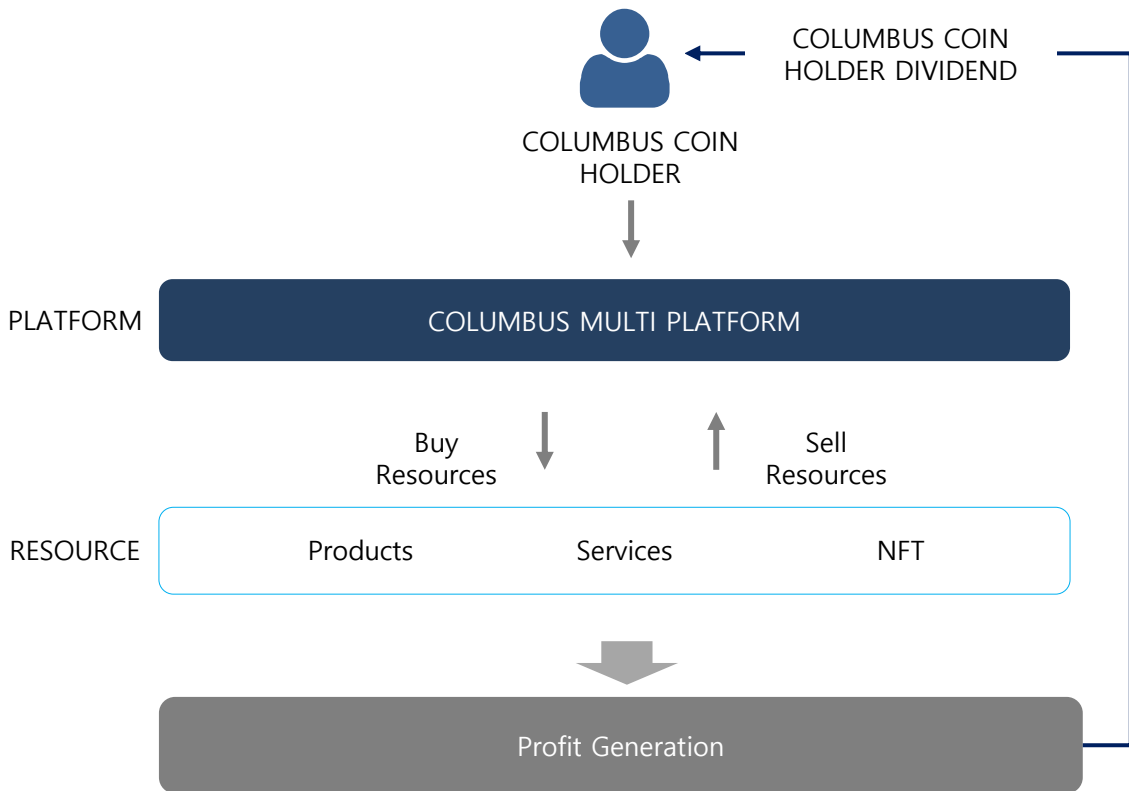 COLUMBUS COIN
HOLDER DIVIDEND
COLUMBUS COIN
HOLDER
PLATFORM
COLUMBUS MULTI PLATFORM
Buy
Resources
Sell
Resources
RESOURCE
Products
Services
NFT
Profit Generation